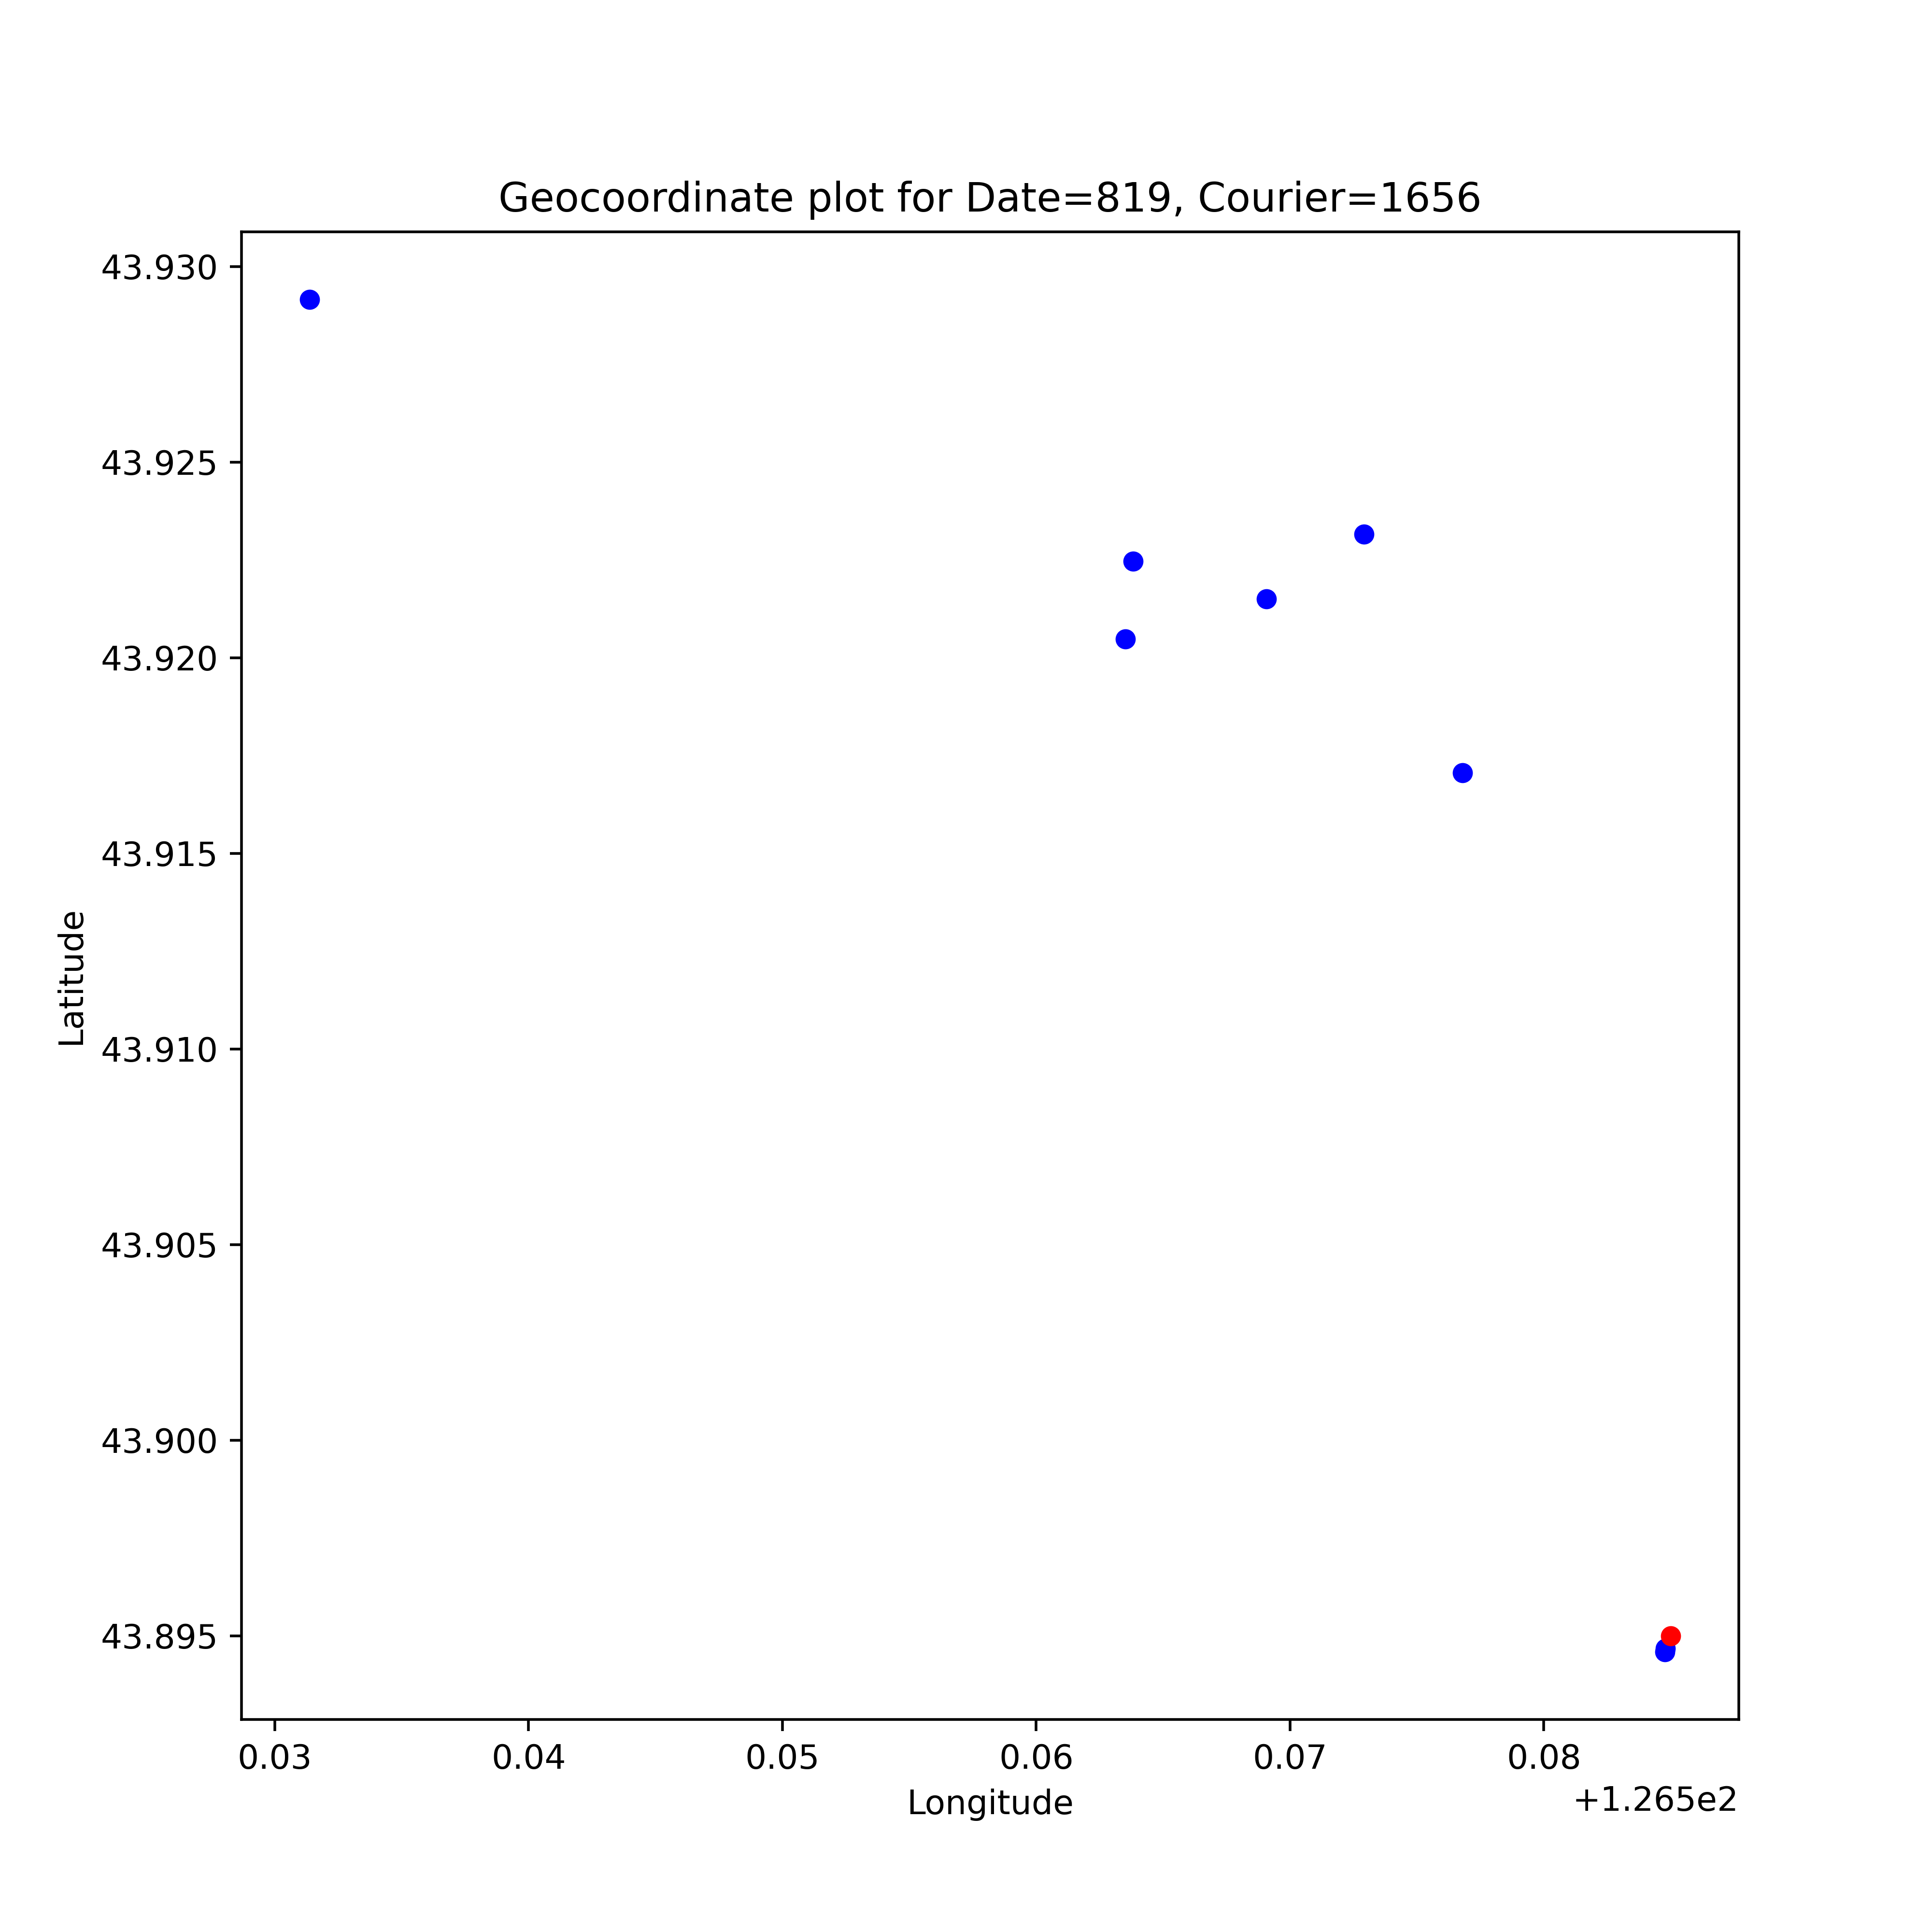 Geocoordinate plot for Date=819, Courier=1656
43.930
43.925
43.920
43.915
43.910
43.905
43.900
43.895
Latitude
0.03 0.04 0.05 0.06 0.07 0.08
+1.265e2
Longitude